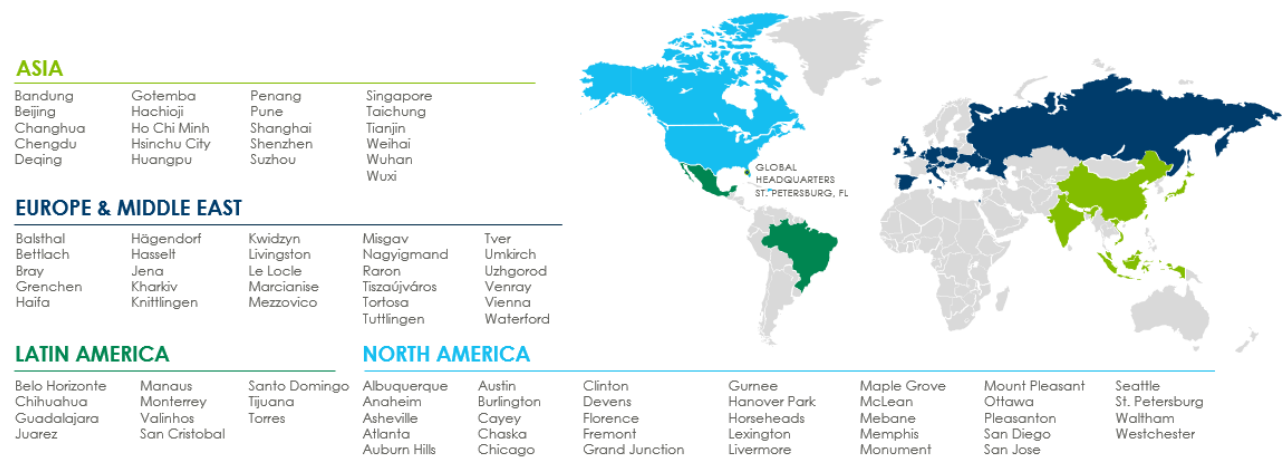 ASIA
Bandung Gotemba Penang Singapore
Beijing Hachioji Pune Taichung
Changhua Ho Chi Minh Shanghai Tianjin
Chengdu Hsinchu City Shenzhen Weihai
Deqing Huangpu Suzhou Wuhan
Wuxi
GLOBAL
HEADQUARTERS
ST. PETERSBURG, FL
EUROPE & MIDDLE EAST
Balsthal Hägendorf Kwidzyn Misgav Tver
Bettlach Hasselt Livingston Nagyigmand Umkirch
Bray Jena Le Locle Raron Uzhgorod
Grenchen Kharkiv Marcianise Tiszaújváros Venray
Haifa Knittlingen Mezzovico Tortosa Vienna
Tuttlingen Waterford
LATIN AMERICA
Belo Horizonte Manaus Santo Domingo
Chihuahua Monterrey Tijuana
Guadalajara Valinhos Torres
Juarez San Cristobal
NORTH AMERICA
Albuquerque Austin Clinton Gurnee Maple Grove Mount Pleasant Seattle
Anaheim Burlington Devens Hanover Park McLean Ottawa St. Petersburg
Asheville Cayey Florence Horseheads Mebane Pleasanton Waltham
Atlanta Chaska Fremont Lexington Memphis San Diego Westchester
Auburn Hills Chicago Grand Junction Livermore Monument San Jose